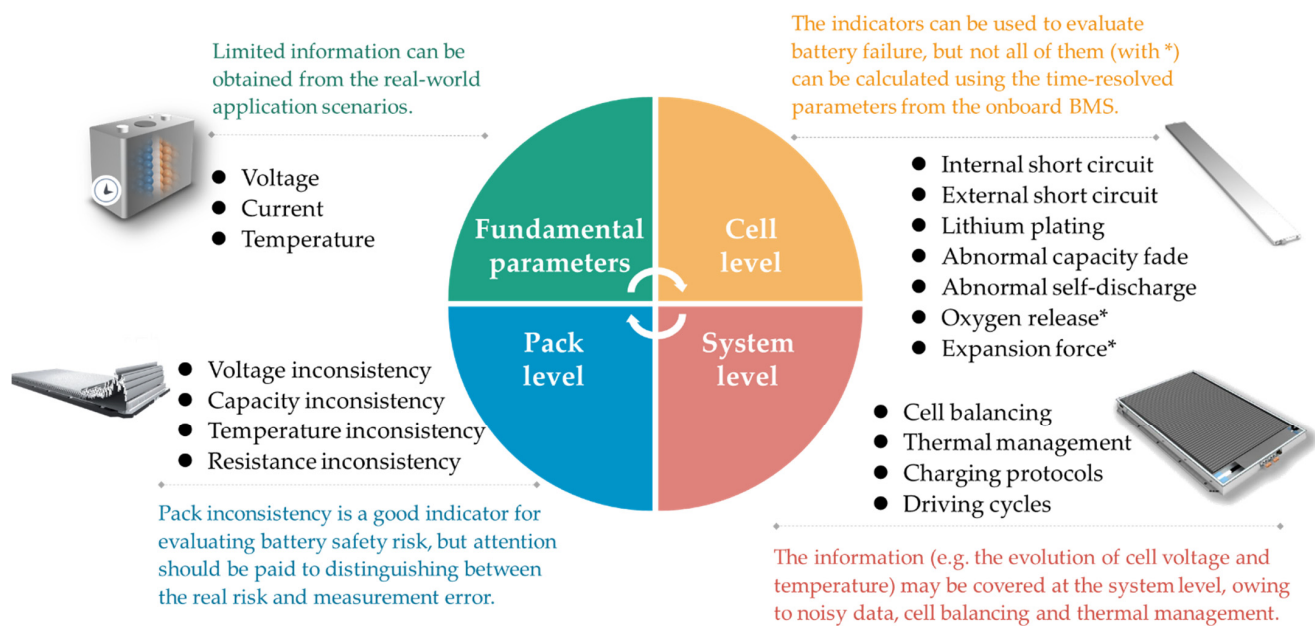 Limited information can be
obtained from the real-world
application scenarios.
● Voltage
● Current
● Temperature
The indicators can be used to evaluate
battery failure, but not all of them (with *)
can be calculated using the time-resolved
parameters from the onboard BMS.
● Internal short circuit
● External short circuit
● Lithium plating
● Abnormal capacity fade
● Abnormal self-discharge
● Oxygen release*
● Expansion force*
Fundamental
parameters
Cell
level
Pack
level
System
level
● Voltage inconsistency
● Capacity inconsistency
● Temperature inconsistency
● Resistance inconsistency
Pack inconsistency is a good indicator for
evaluating battery safety risk, but attention
should be paid to distinguishing between
the real risk and measurement error.
● Cell balancing
● Thermal management
● Charging protocols
● Driving cycles
The information (e.g. the evolution of cell voltage and
temperature) may be covered at the system level, owing
to noisy data, cell balancing and thermal management.